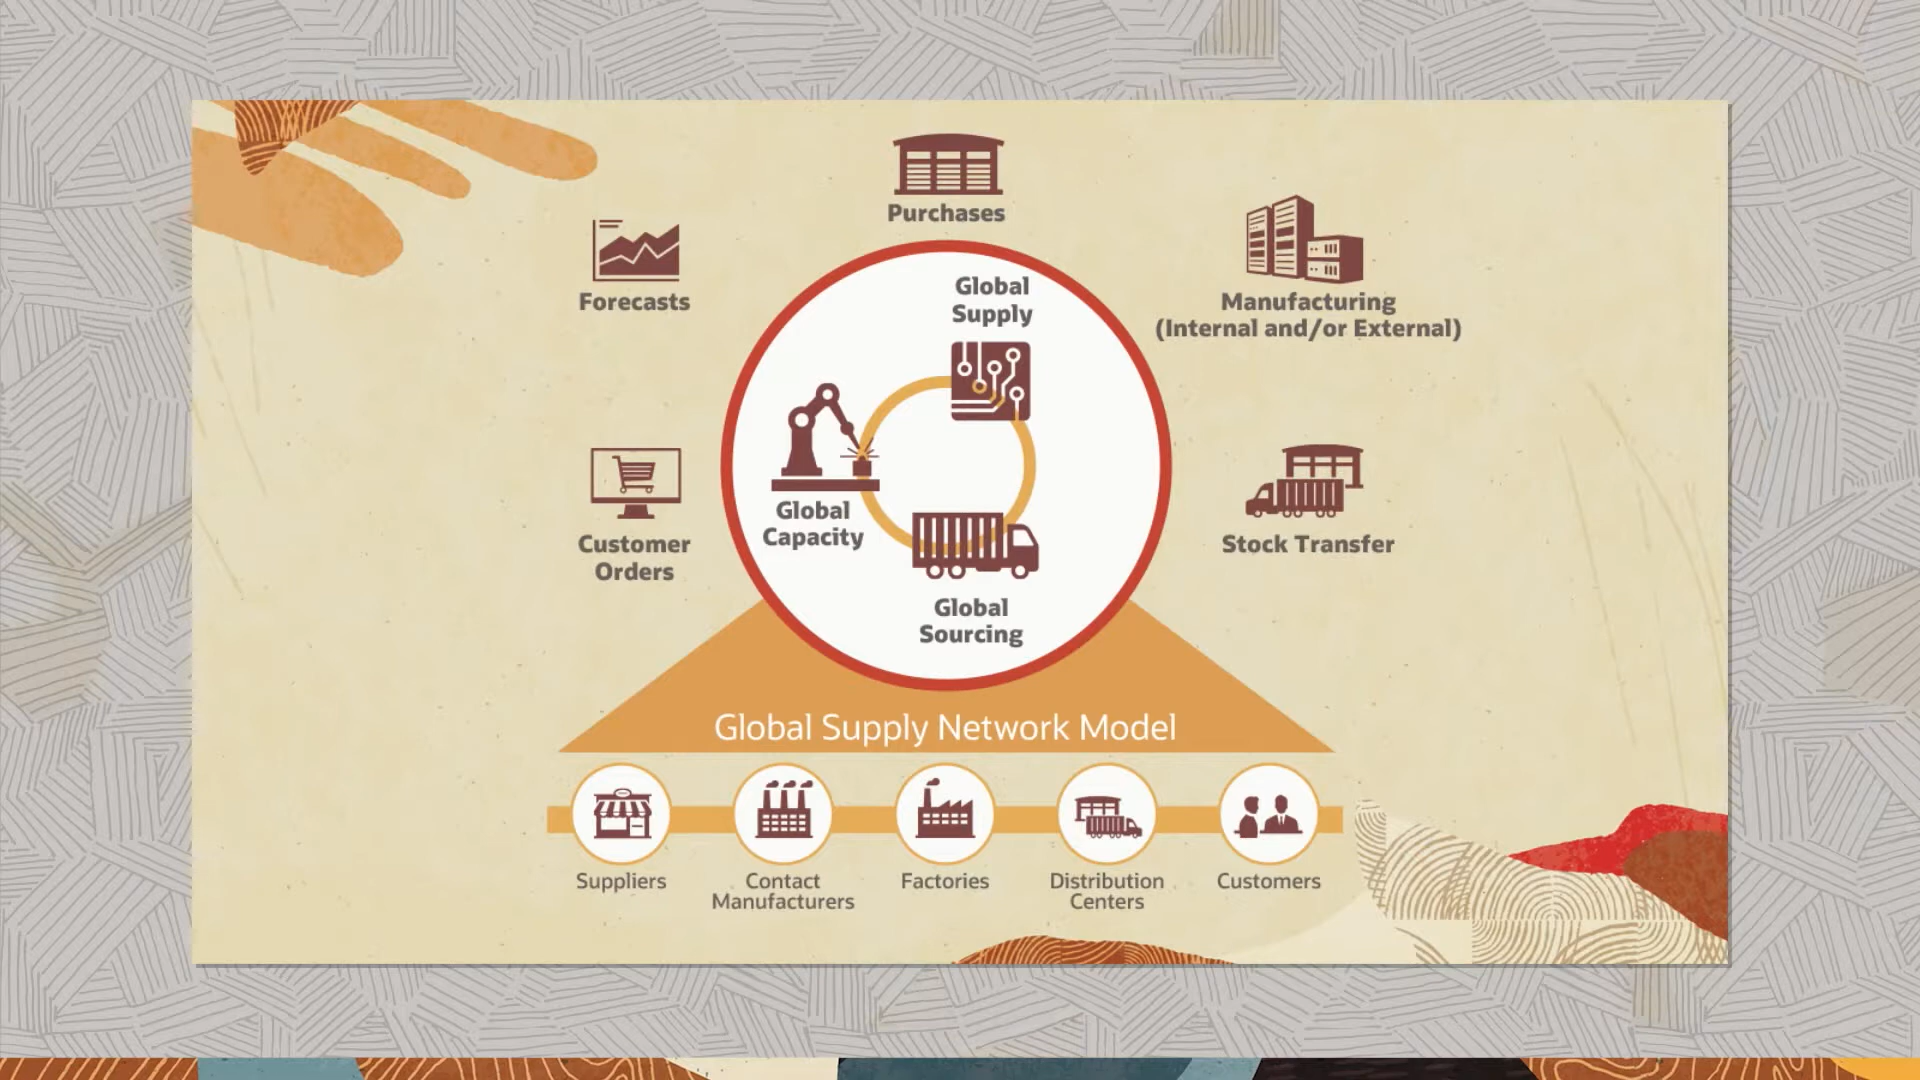 Purchases
Forecasts
Manufacturing
(Internal and/or External)
Global
Supply
Global
Capacity
Customer
Orders
Stock Transfer
Global
Sourcing
Global Supply Network Model
Suppliers
Contact
Manufacturers
Factories
Distribution
Centers
Customers